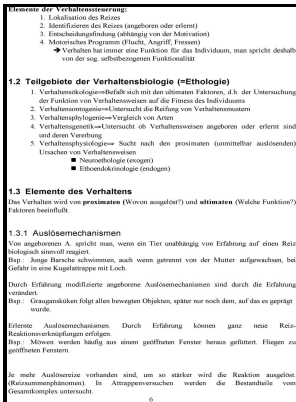 Elemente der Verhaltenssteuerung:
1. Lokalisation des Reizes
2. Identifizieren des Reizes (angeboren oder erlernt)
3. Entscheidungsfindung (abhängig von der Motivation)
4. Motorisches Programm (Flucht, Angriff, Fressen)
➔ Verhalten hat immer eine Funktion für das Individuum, man spricht deshalb
von der sog. selbstbezogenen Funktionalität
1.2 Teilgebiete der Verhaltensbiologie (=Ethologie)
1. Verhaltensökologie⇒Befaßt sich mit den ultimaten Faktoren, d.h. der Untersuchung
der Funktion von Verhaltensweisen auf die Fitness des Individuums
2. Verhaltensontogenie⇒Untersucht die Reifung von Verhaltensmustern
3. Verhaltensphylogenie⇒Vergleich von Arten
4. Verhaltensgenetik⇒Untersucht ob Verhaltensweisen angeboren oder erlernt sind
und deren Vererbung
5. Verhaltensphysiologie⇒ Sucht nach den proximaten (unmittelbar auslösenden)
Ursachen von Verhaltensweisen
■ Neuroethologie (exogen)
■ Ethoendokrinologie (endogen)
1.3 Elemente des Verhaltens
Das Verhalten wird von proximaten (Wovon ausgelöst?) und ultimaten (Welche Funktion?)
Faktoren beeinflußt.
1.3.1 Auslösemechanismen
Von angeborenen A. spricht man, wenn ein Tier unabhängig von Erfahrung auf einen Reiz
biologisch sinnvoll reagiert.
Bsp.: Junge Barsche schwimmen, auch wenn getrennt von der Mutter aufgewachsen, bei
Gefahr in eine Kugelattrappe mit Loch.
Durch Erfahrung modifizierte angeborene Auslösemechanismen sind durch die Erfahrung
verändert.
Bsp.: Graugansküken folgt allen bewegten Objekten, später nur noch dem, auf das es geprägt
wurde.
Erlernte Auslösemechanismen. Durch Erfahrung können ganz neue Reiz-
Reaktionsverknüpfungen erfolgen.
Bsp.: Möwen werden häufig aus einem geöffneten Fenster heraus gefüttert. Fliegen zu
geöffneten Fenstern.
Je mehr Auslösereize vorhanden sind, um so stärker wird die Reaktion ausgelöst.
(Reizsummenphänomen). In Attrappenversuchen werden die Bestandteile vom
Gesamtkomplex untersucht.
6